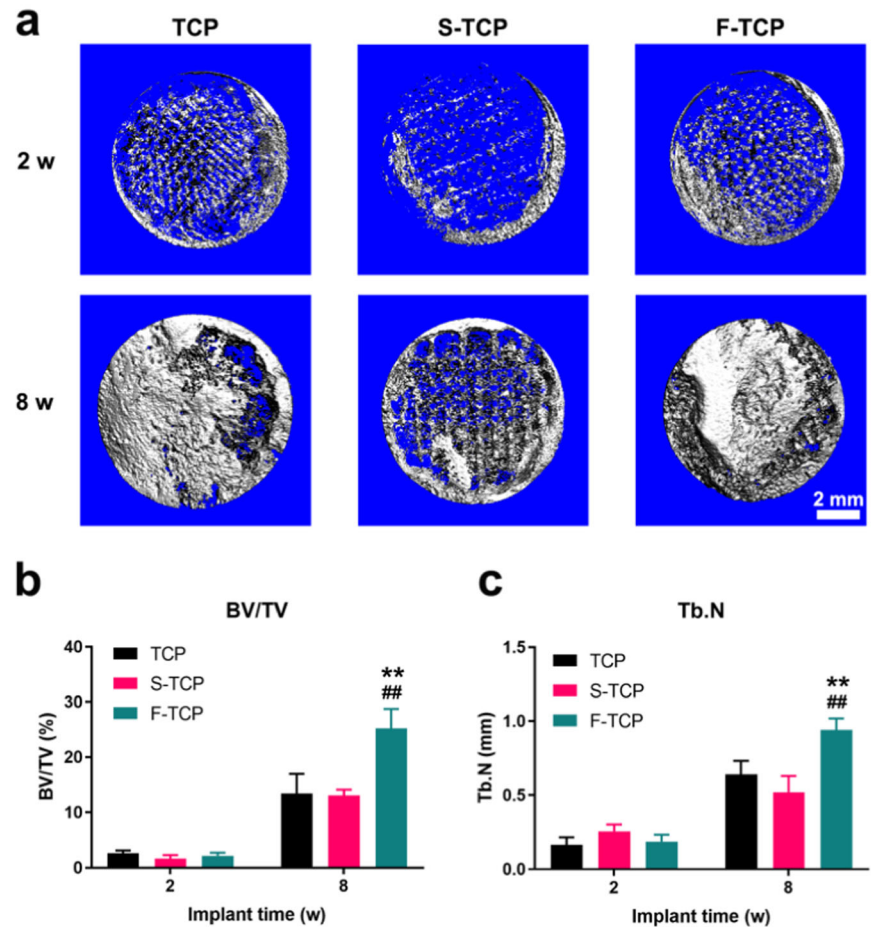 a
TCP
S-TCP
F-TCP
2 w
8 w
2 mm
b
BV/TV
40
30
20
10
0
BV/TV (%)
TCP
S-TCP
F-TCP
**
##
2
8
Implant time (w)
c
Tb.N
1.5
1.0
0.5
0.0
Tb.N (mm)
TCP
S-TCP
F-TCP
**
##
2
8
Implant time (w)